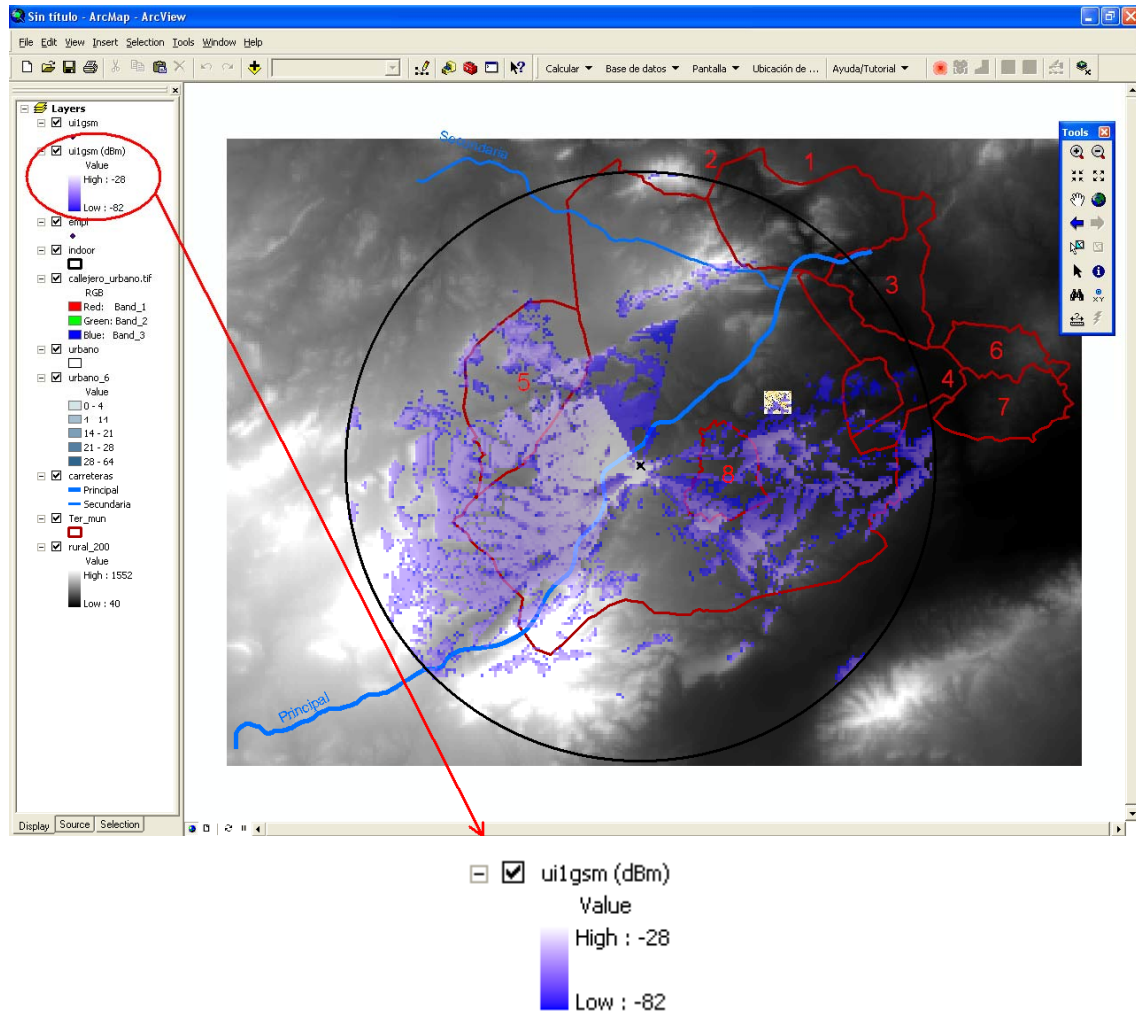 Sin título - ArcMap - ArcView
File Edit View Insert Selection Tools Window Help
Calcular Base de datos Pantalla Ubicación de ... Ayuda/Tutorial
Layers
ui1gsm
ui1gsm (dBm)
Value
High : -28
Low : -82
empl
indoor
callejero_urbano.tif
RGB
Red: Band_1
Green: Band_2
Blue: Band_3
urbano
urbano_6
Value
0 - 4
4 - 14
14 - 21
21 - 28
28 - 64
carreteras
Principal
Secundaria
Ter_mun
rural_200
Value
High : 1552
Low : 40
Display Source Selection
Secundaria
2
1
3
5
6
4
7
8
Principal
Tools
XY
ui1gsm (dBm)
Value
High : -28
Low : -82